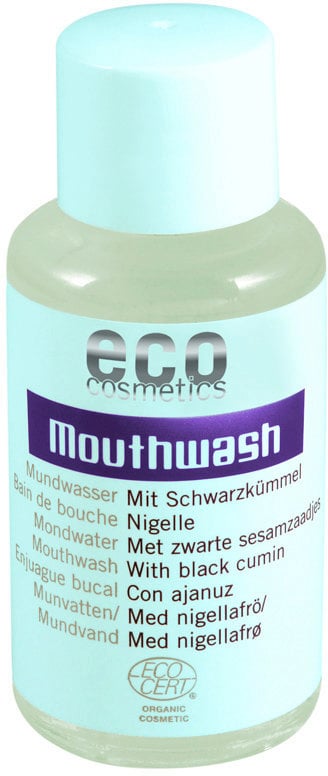 eco
cosmetics
Mouthwash
Mundwasser Mit Schwarzkümmel
Bain de bouche Nigelle
Mondwater Met zwarte sesamzaadjes
Mouthwash With black cumin
Enjuague bucal Con ajanuz
Munvatten/ Med nigellafrö/
Mundvand Med nigellafrø
ECO
CERT®
ORGANIC
COSMETIC